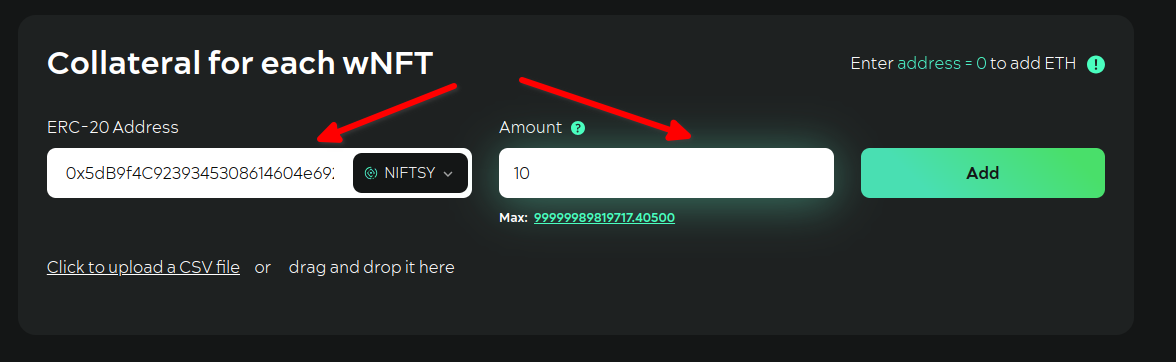 Collateral for each wNFT
Enter address = 0 to add ETH !
ERC-20 Address
Amount ?
0x5dB9f4C9239345308614604e69 NIFTSY
10
Add
Max: 99999989819717.40500
Click to upload a CSV file or drag and drop it here